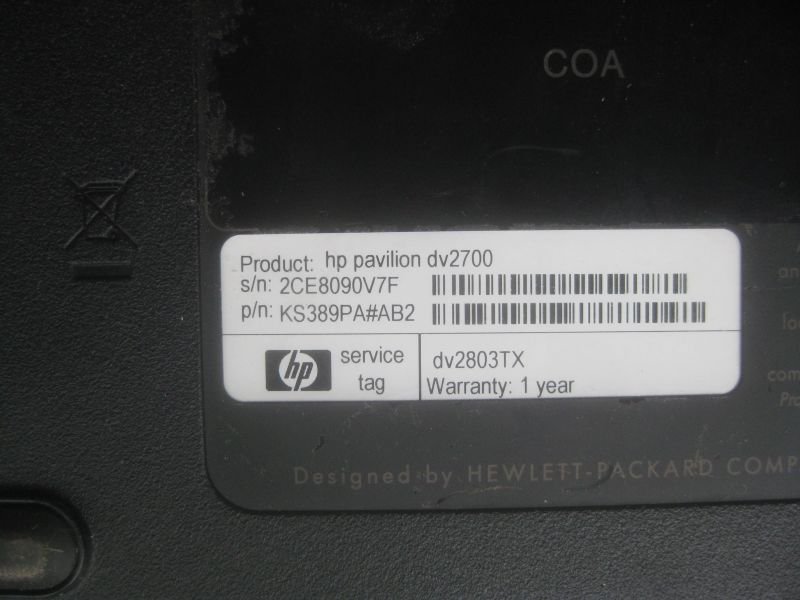 COA
Product: hp pavilion dv2700
s/n: 2CE8090V7F
p/n: KS389PA#AB2
hp service tag
dv2803TX
Warranty: 1 year
Designed by HEWLETT-PACKARD COMP